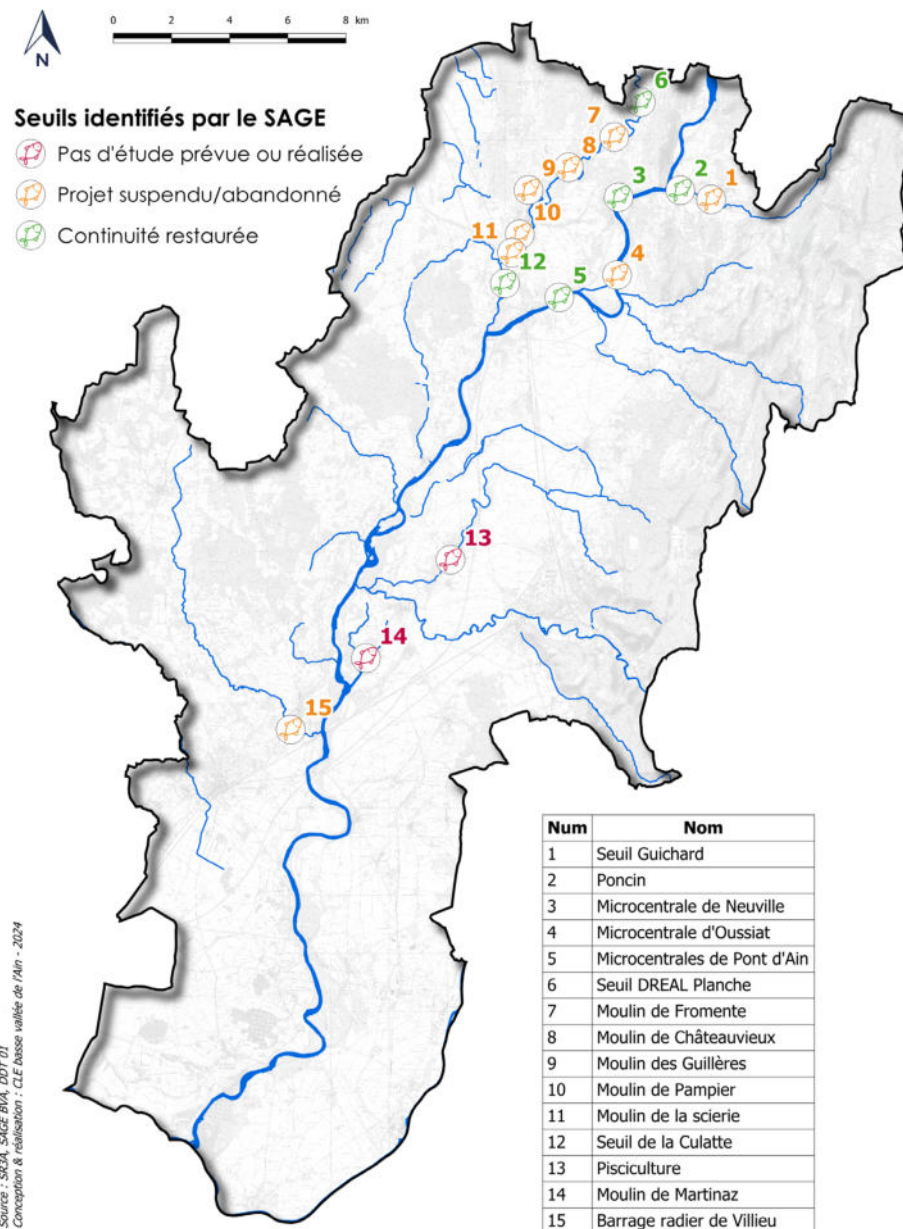 0 2 4 6 8 km
N
Seuils identifiés par le SAGE
Pas d'étude prévue ou réalisée
Projet suspendu/abandonné
Continuité restaurée
6
7
8
9
3
2
1
10
11
12
4
5
13
14
15
Num Nom
1 Seuil Guichard
2 Poncin
3 Microcentrale de Neuville
4 Microcentrale d'Oussiat
5 Microcentrales de Pont d'Ain
6 Seuil DREAL Planche
7 Moulin de Fromente
8 Moulin de Châteauvieux
9 Moulin des Guillères
10 Moulin de Pampier
11 Moulin de la scierie
12 Seuil de la Culatte
13 Pisciculture
14 Moulin de Martinaz
15 Barrage radier de Villieu
Source : SR3A, SAGE BVA, DDT 01
Conception & réalisation : CLE basse vallée de l'Ain - 2024